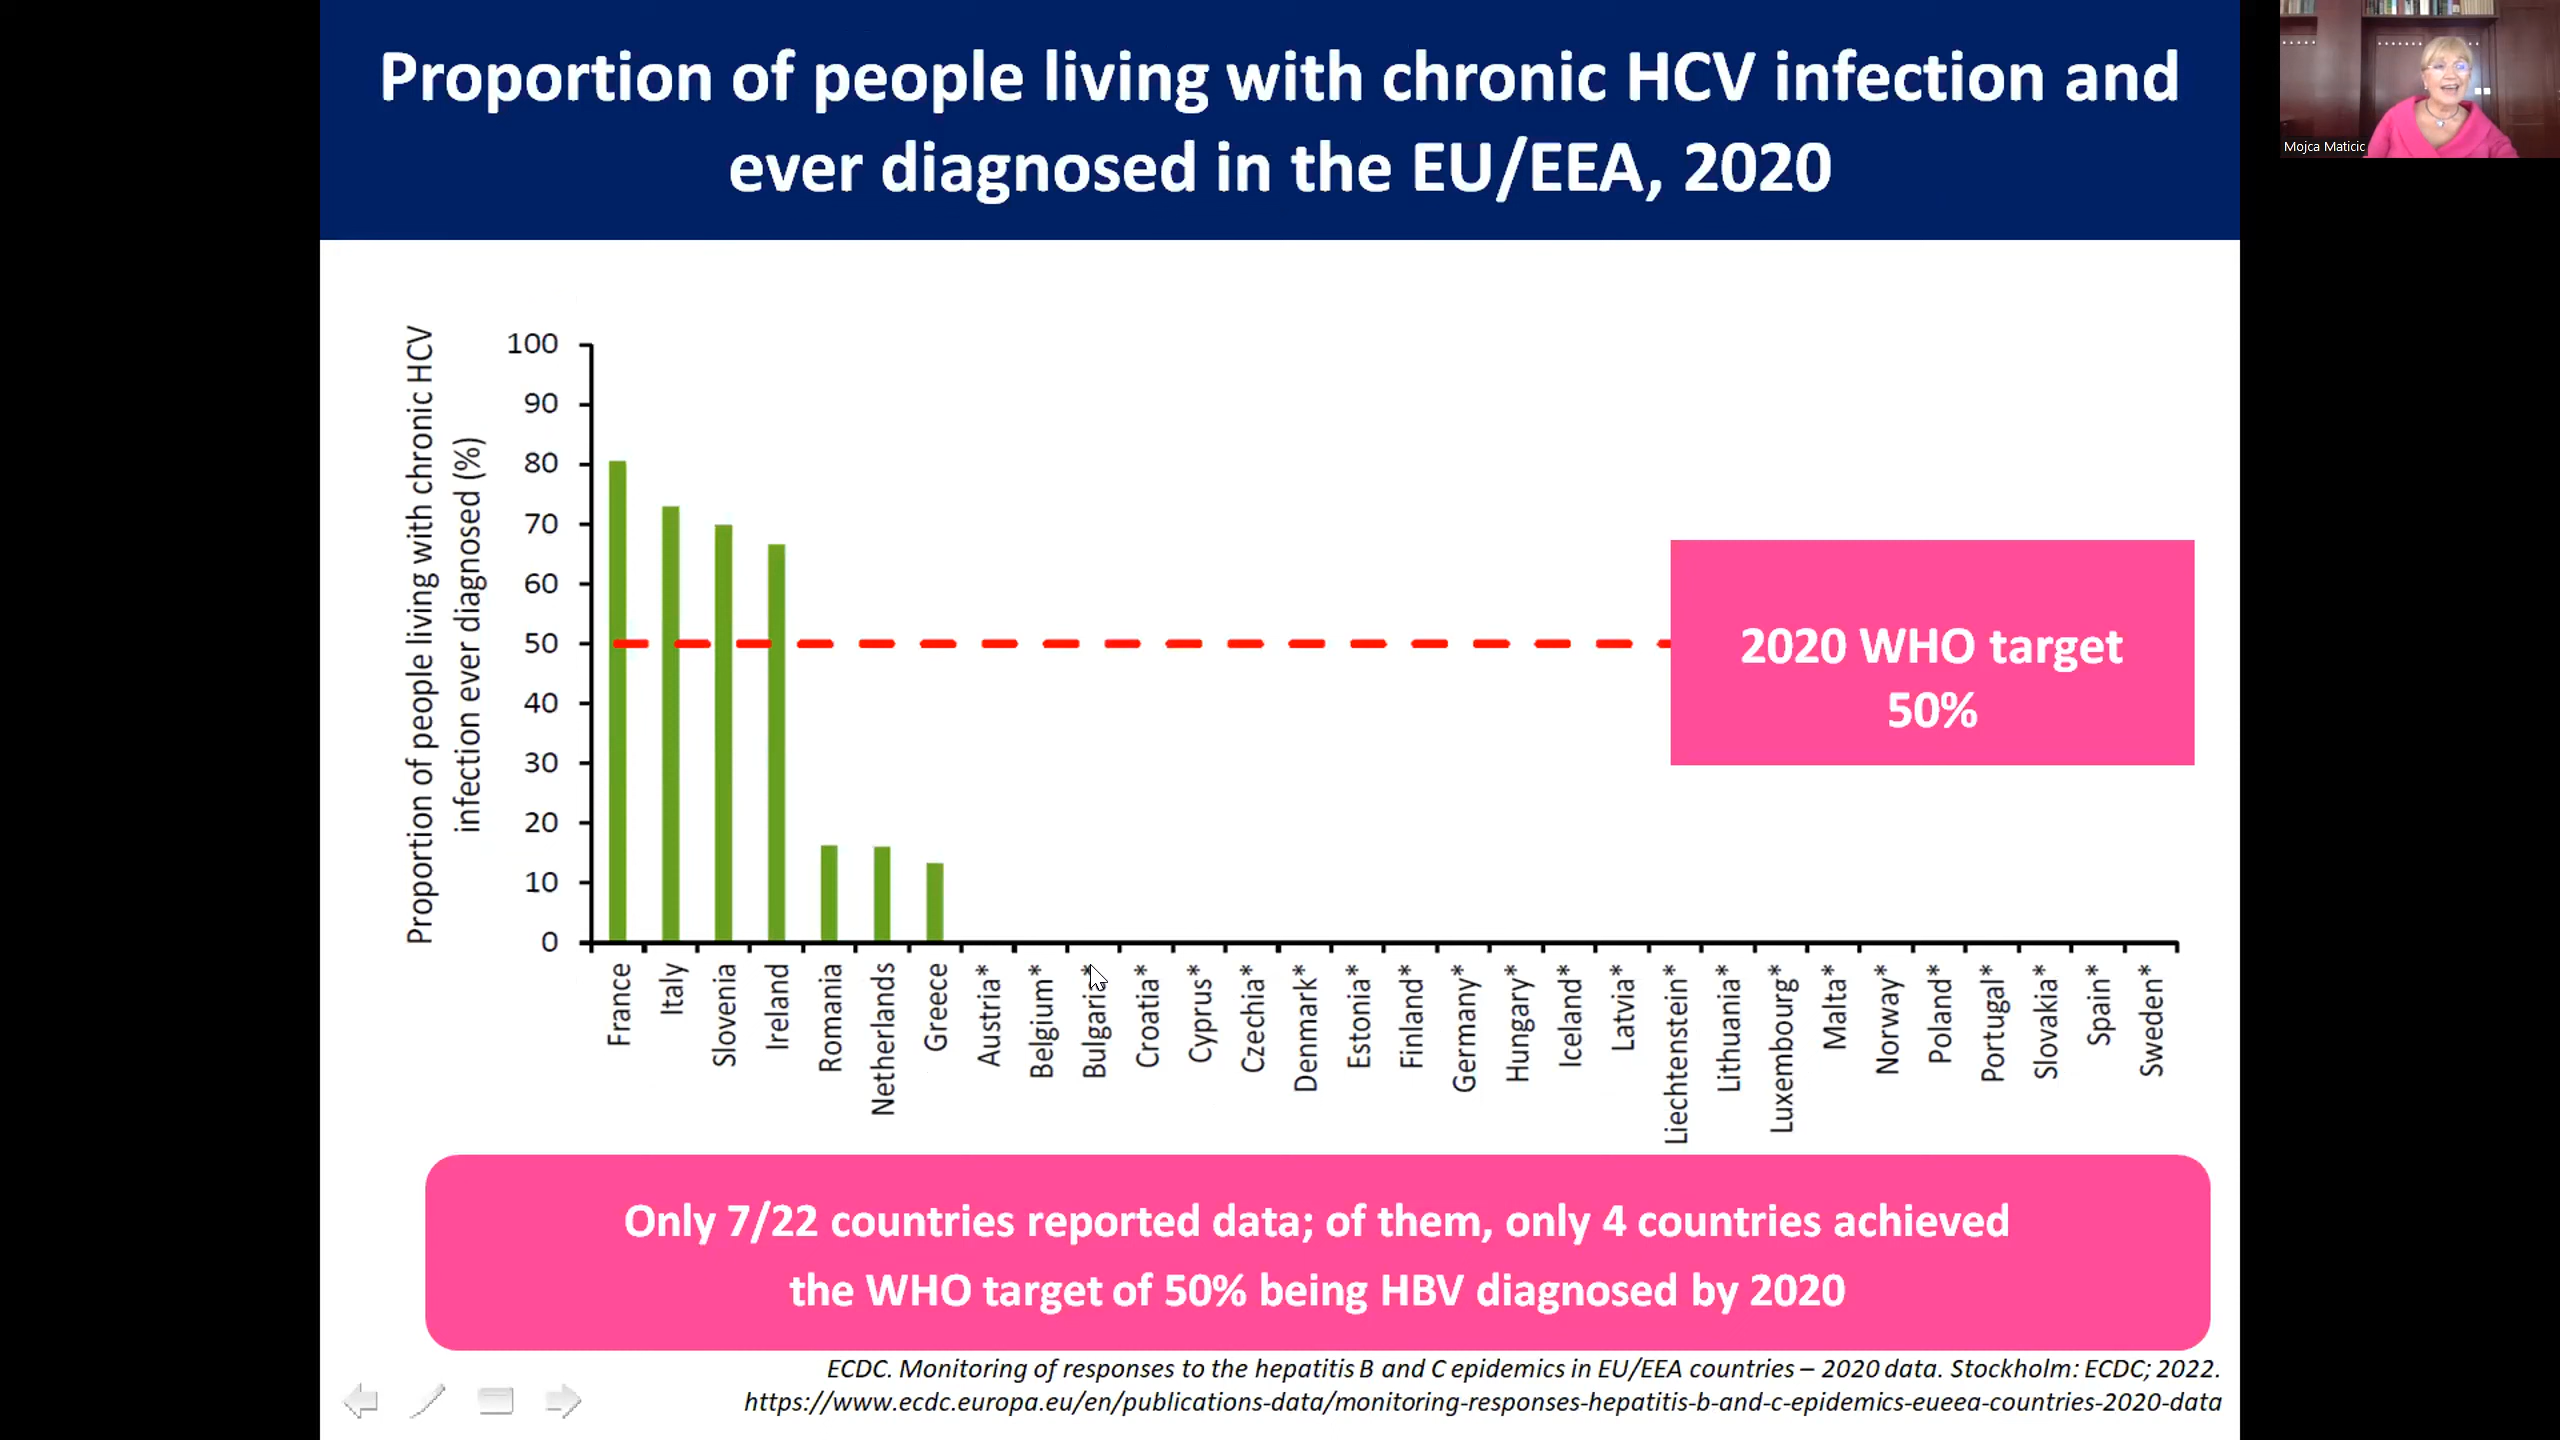 Proportion of people living with chronic HCV infection and
ever diagnosed in the EU/EEA, 2020
Mojca Maticic
Proportion of people living with chronic HCV
infection ever diagnosed (%)
100
90
80
70
60
50
40
30
20
10
0
2020 WHO target
50%
France
Italy
Slovenia
Ireland
Romania
Netherlands
Greece
Austria*
Belgium*
Croatia*
Cyprus*
Czechia*
Denmark*
Estonia*
Finland*
Germany*
Hungary*
Iceland*
Latvia*
Liechtenstein*
Lithuania*
Luxembourg*
Malta*
Norway*
Poland*
Portugal*
Slovakia*
Spain*
Sweden*
Only 7/22 countries reported data; of them, only 4 countries achieved
the WHO target of 50% being HBV diagnosed by 2020
ECDC. Monitoring of responses to the hepatitis B and C epidemics in EU/EEA countries – 2020 data. Stockholm: ECDC; 2022.
https://www.ecdc.europa.eu/en/publications-data/monitoring-responses-hepatitis-b-and-c-epidemics-eueea-countries-2020-data